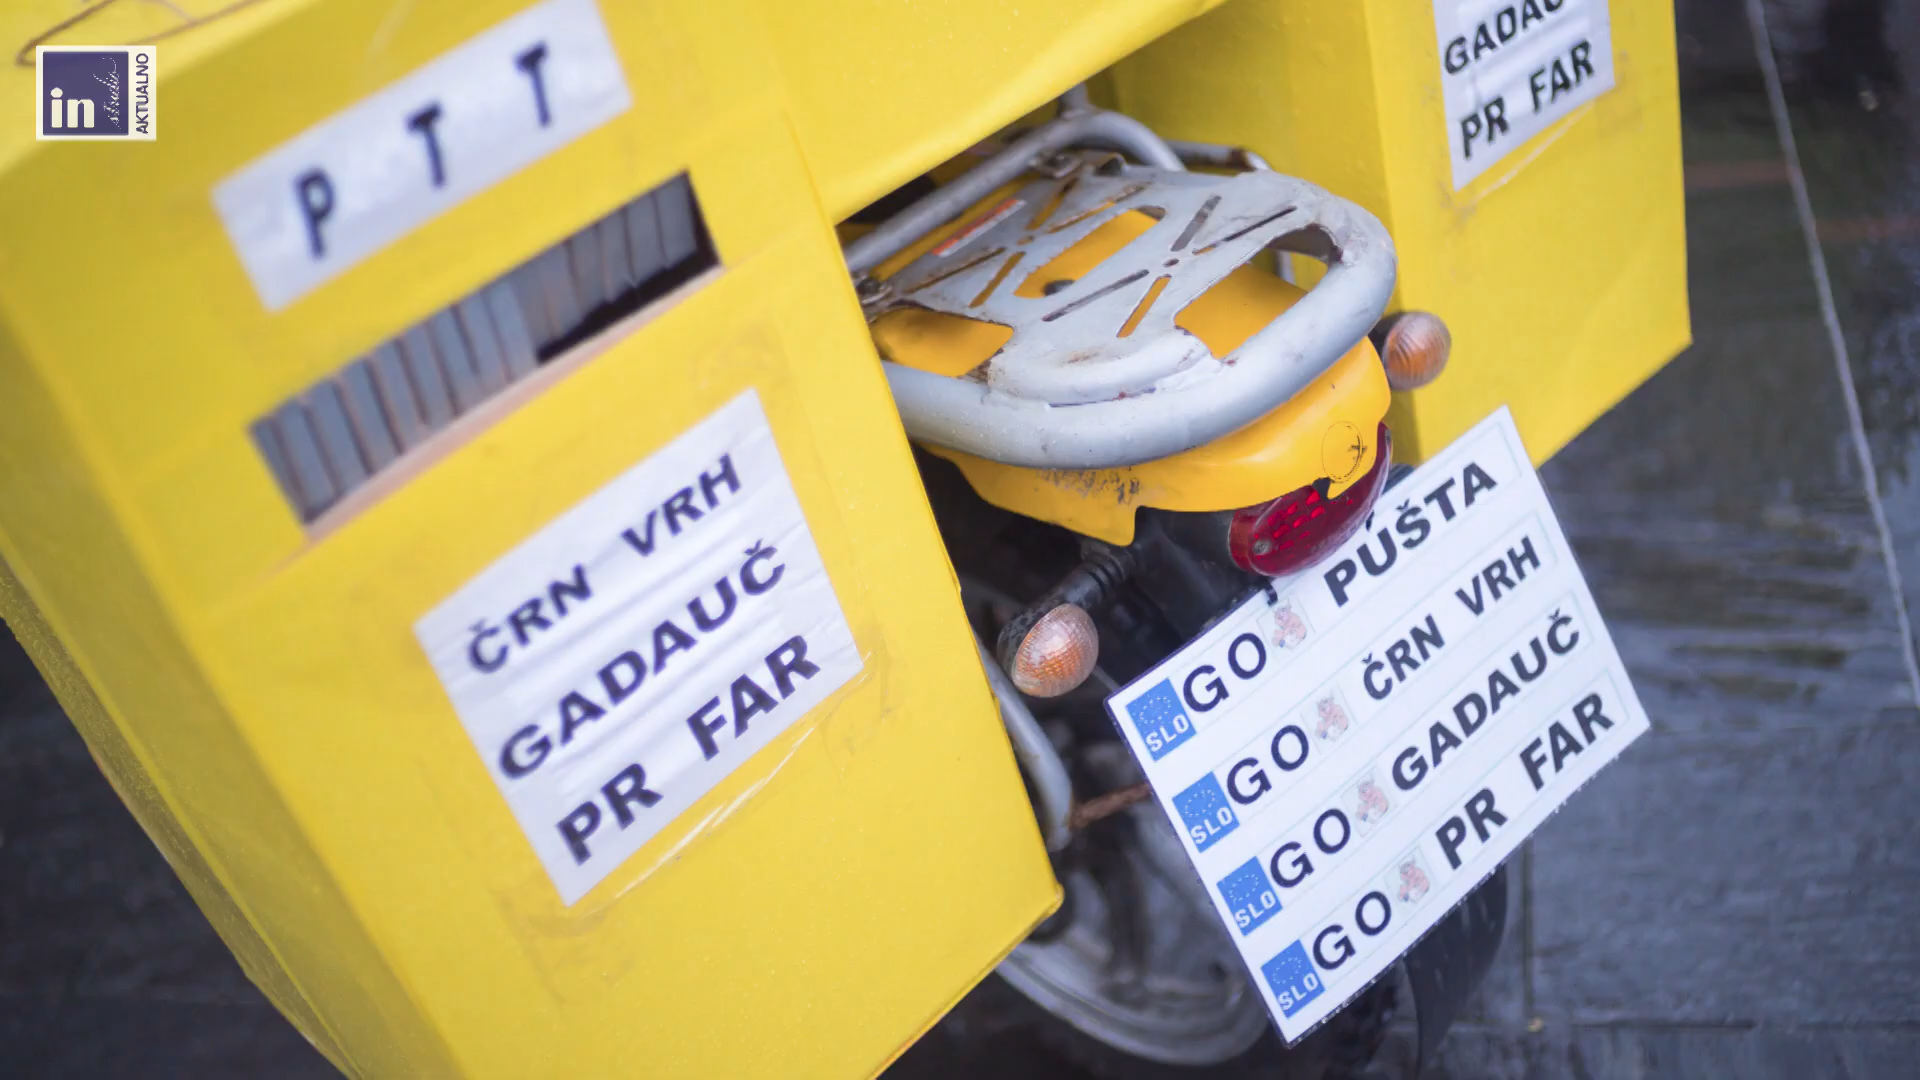 in studio
AKTUALNO
P T T
ČRN VRH
GADAUČ
PR FAR
GADAUČ
PR FAR
SLO GO PÚŠTA
SLO GO ČRN VRH
SLO GO GADAUČ
SLO GO PR FAR